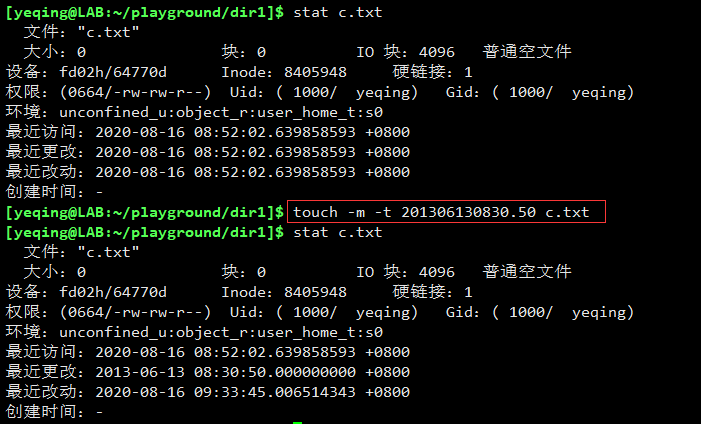 [yeqing@LAB:~/playground/dir1]$ stat c.txt
  文件："c.txt"
  大小：0         	块：0          IO 块：4096   普通空文件
设备：fd02h/64770d	Inode：8405948     硬链接：1
权限：(0664/-rw-rw-r--)  Uid：( 1000/  yeqing)   Gid：( 1000/  yeqing)
环境：unconfined_u:object_r:user_home_t:s0
最近访问：2020-08-16 08:52:02.639858593 +0800
最近更改：2020-08-16 08:52:02.639858593 +0800
最近改动：2020-08-16 08:52:02.639858593 +0800
创建时间：-
[yeqing@LAB:~/playground/dir1]$ touch -m -t 201306130830.50 c.txt
[yeqing@LAB:~/playground/dir1]$ stat c.txt
  文件："c.txt"
  大小：0         	块：0          IO 块：4096   普通空文件
设备：fd02h/64770d	Inode：8405948     硬链接：1
权限：(0664/-rw-rw-r--)  Uid：( 1000/  yeqing)   Gid：( 1000/  yeqing)
环境：unconfined_u:object_r:user_home_t:s0
最近访问：2020-08-16 08:52:02.639858593 +0800
最近更改：2013-06-13 08:30:50.000000000 +0800
最近改动：2020-08-16 09:33:45.006514343 +0800
创建时间：-